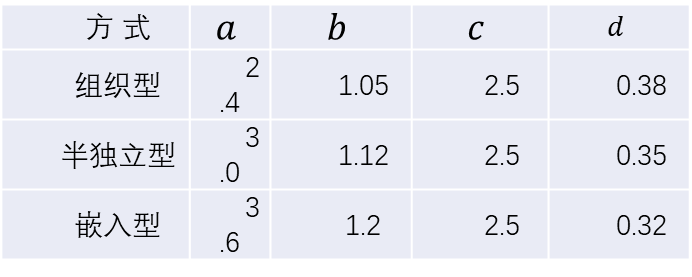 方 式 a b c d
组织型 2.4 1.05 2.5 0.38
半独立型 3.0 1.12 2.5 0.35
嵌入型 3.6 1.2 2.5 0.32